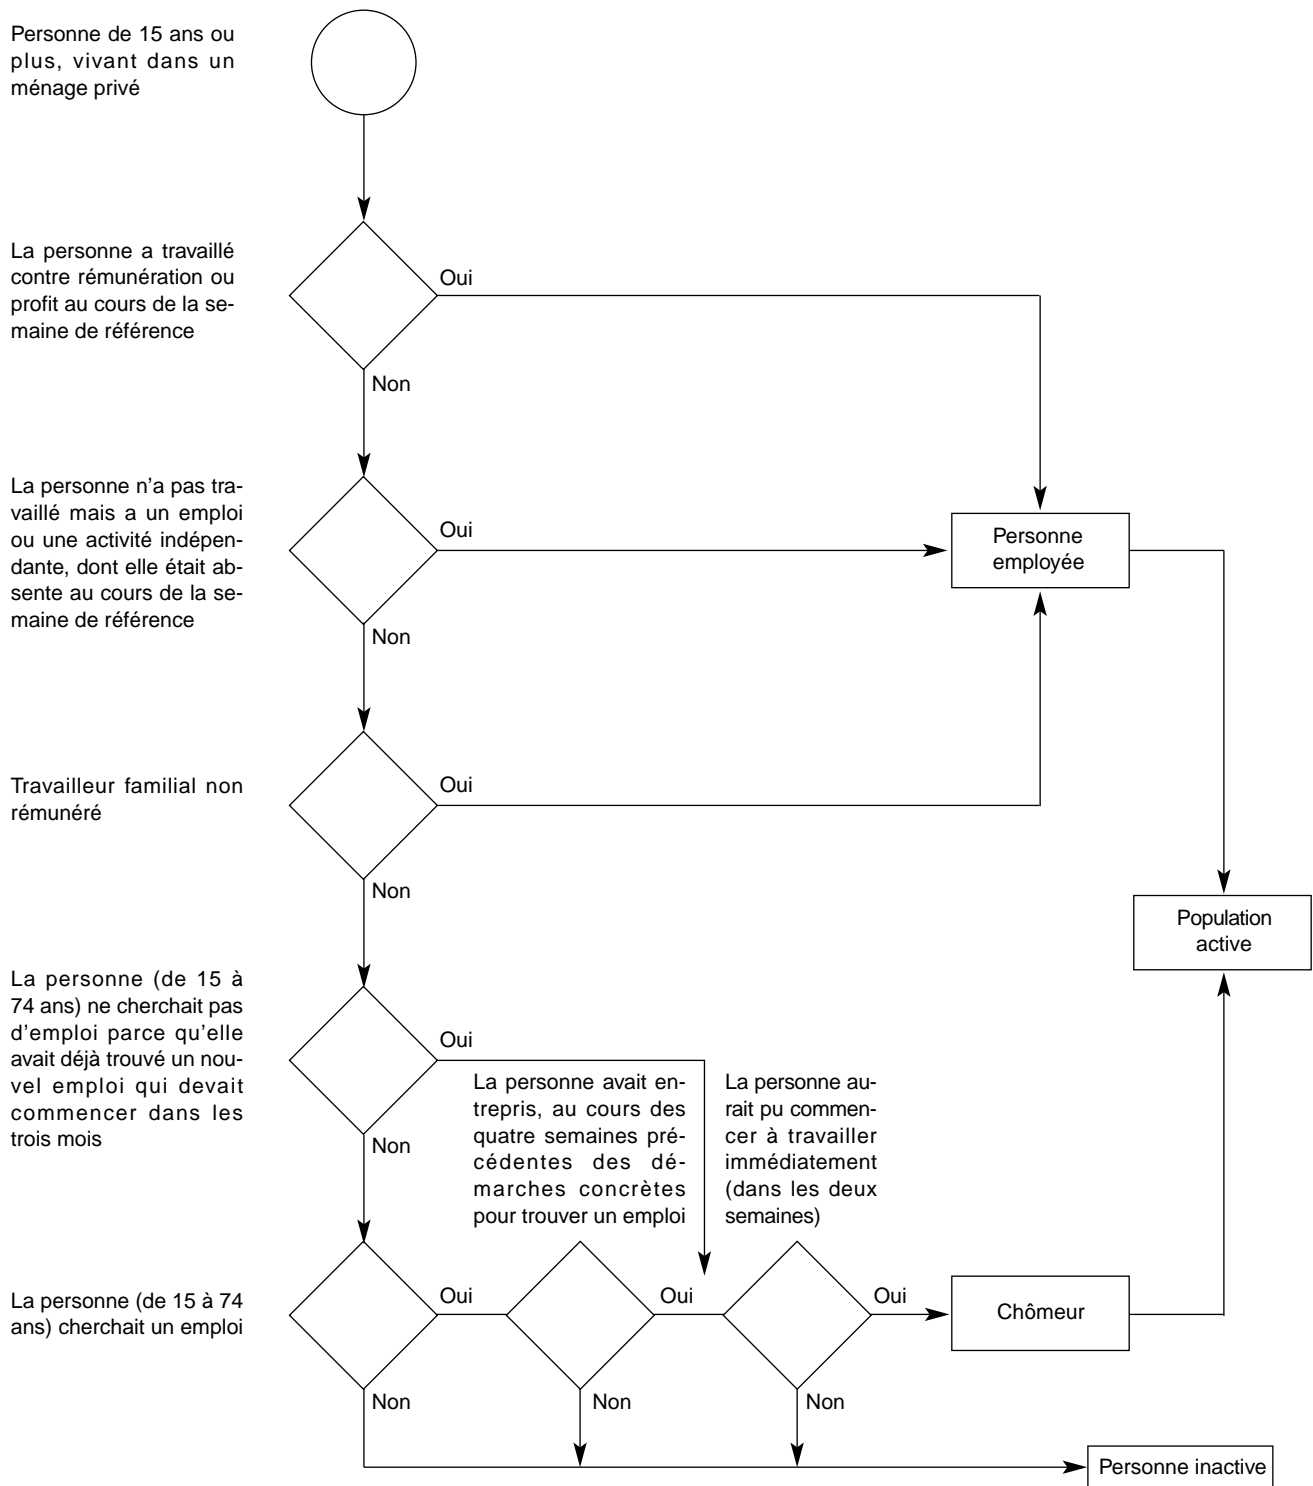 Personne de 15 ans ou
plus, vivant dans un
ménage privé
La personne a travaillé
contre rémunération ou
profit au cours de la se-
maine de référence
Oui
Non
La personne n'a pas tra-
vaillé mais a un emploi
ou une activité indépen-
dante, dont elle était ab-
sente au cours de la se-
maine de référence
Oui
Non
Personne
employée
Travailleur familial non
rémunéré
Oui
Non
Population
active
La personne (de 15 à
74 ans) ne cherchait pas
d'emploi parce qu'elle
avait déjà trouvé un nou-
vel emploi qui devait
commencer dans les
trois mois
Oui
Non
La personne avait en-
trepris, au cours des
quatre semaines pré-
cédentes des dé-
marches concrètes
pour trouver un emploi
La personne au-
rait pu commen-
cer à travailler
immédiatement
(dans les deux
semaines)
La personne (de 15 à 74
ans) cherchait un emploi
Oui
Oui
Oui
Chômeur
Non
Non
Non
Personne inactive